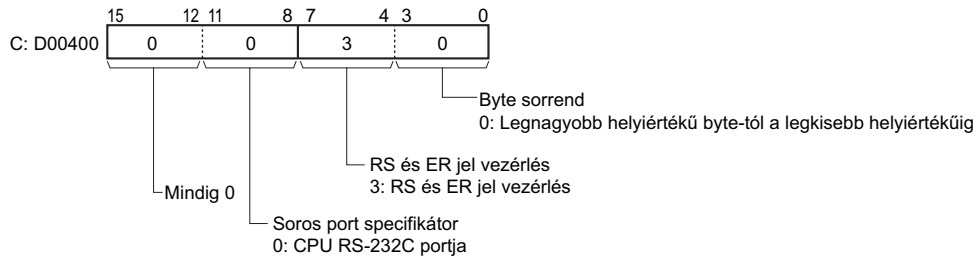 15 12 11 8 7 4 3 0
C: D00400 0 0 3 0
Byte sorrend
0: Legnagyobb helyiértékű byte-tól a legkisebb helyiértékűig
RS és ER jel vezérlés
3: RS és ER jel vezérlés
Mindig 0
Soros port specifikátor
0: CPU RS-232C portja